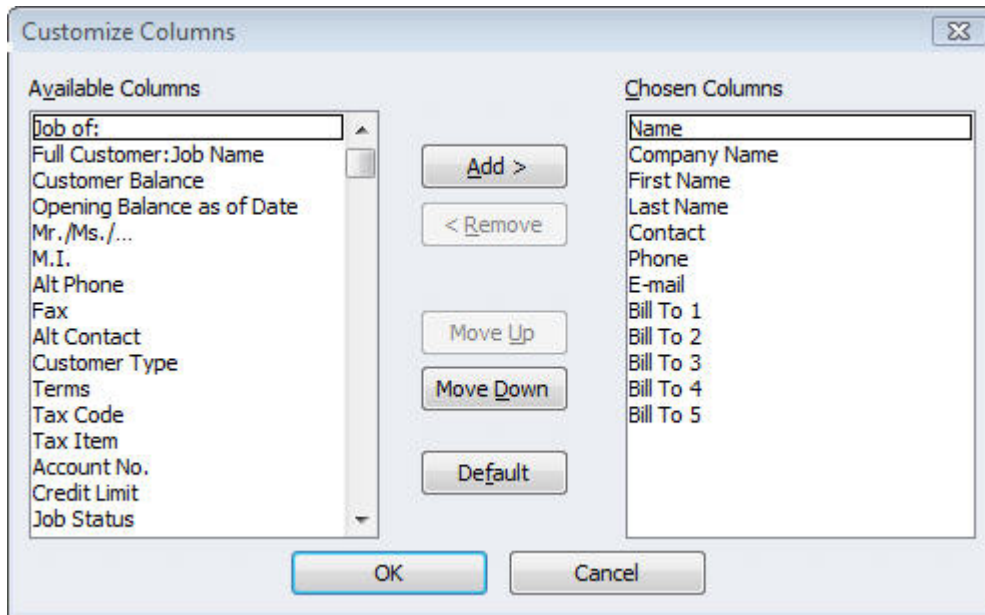 Customize Columns
Available Columns
Job of:
Full Customer:Job Name
Customer Balance
Opening Balance as of Date
Mr./Ms./...
M.I.
Alt Phone
Fax
Alt Contact
Customer Type
Terms
Tax Code
Tax Item
Account No.
Credit Limit
Job Status
Add >
< Remove
Move Up
Move Down
Default
Chosen Columns
Name
Company Name
First Name
Last Name
Contact
Phone
E-mail
Bill To 1
Bill To 2
Bill To 3
Bill To 4
Bill To 5
OK
Cancel